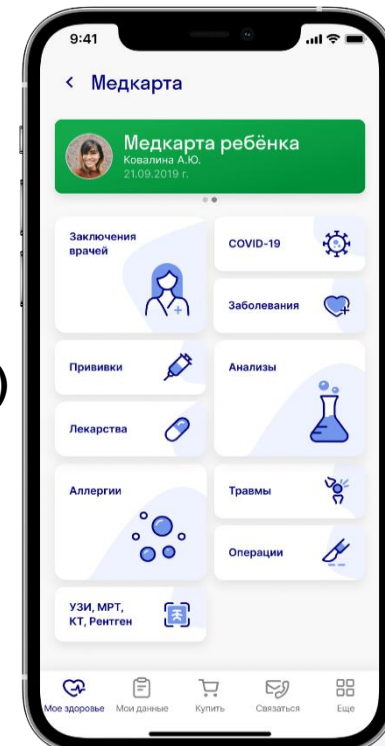 9:41
Медкарта
Медкарта ребёнка
Ковалина А.Ю.
21.09.2019 г.
Заключения
врачей
COVID-19
Заболевания
Прививки
Анализы
Лекарства
Аллергии
Травмы
Операции
УЗИ, МРТ,
КТ, Рентген
Мое здоровье
Мои данные
Купить
Связаться
Еще
)